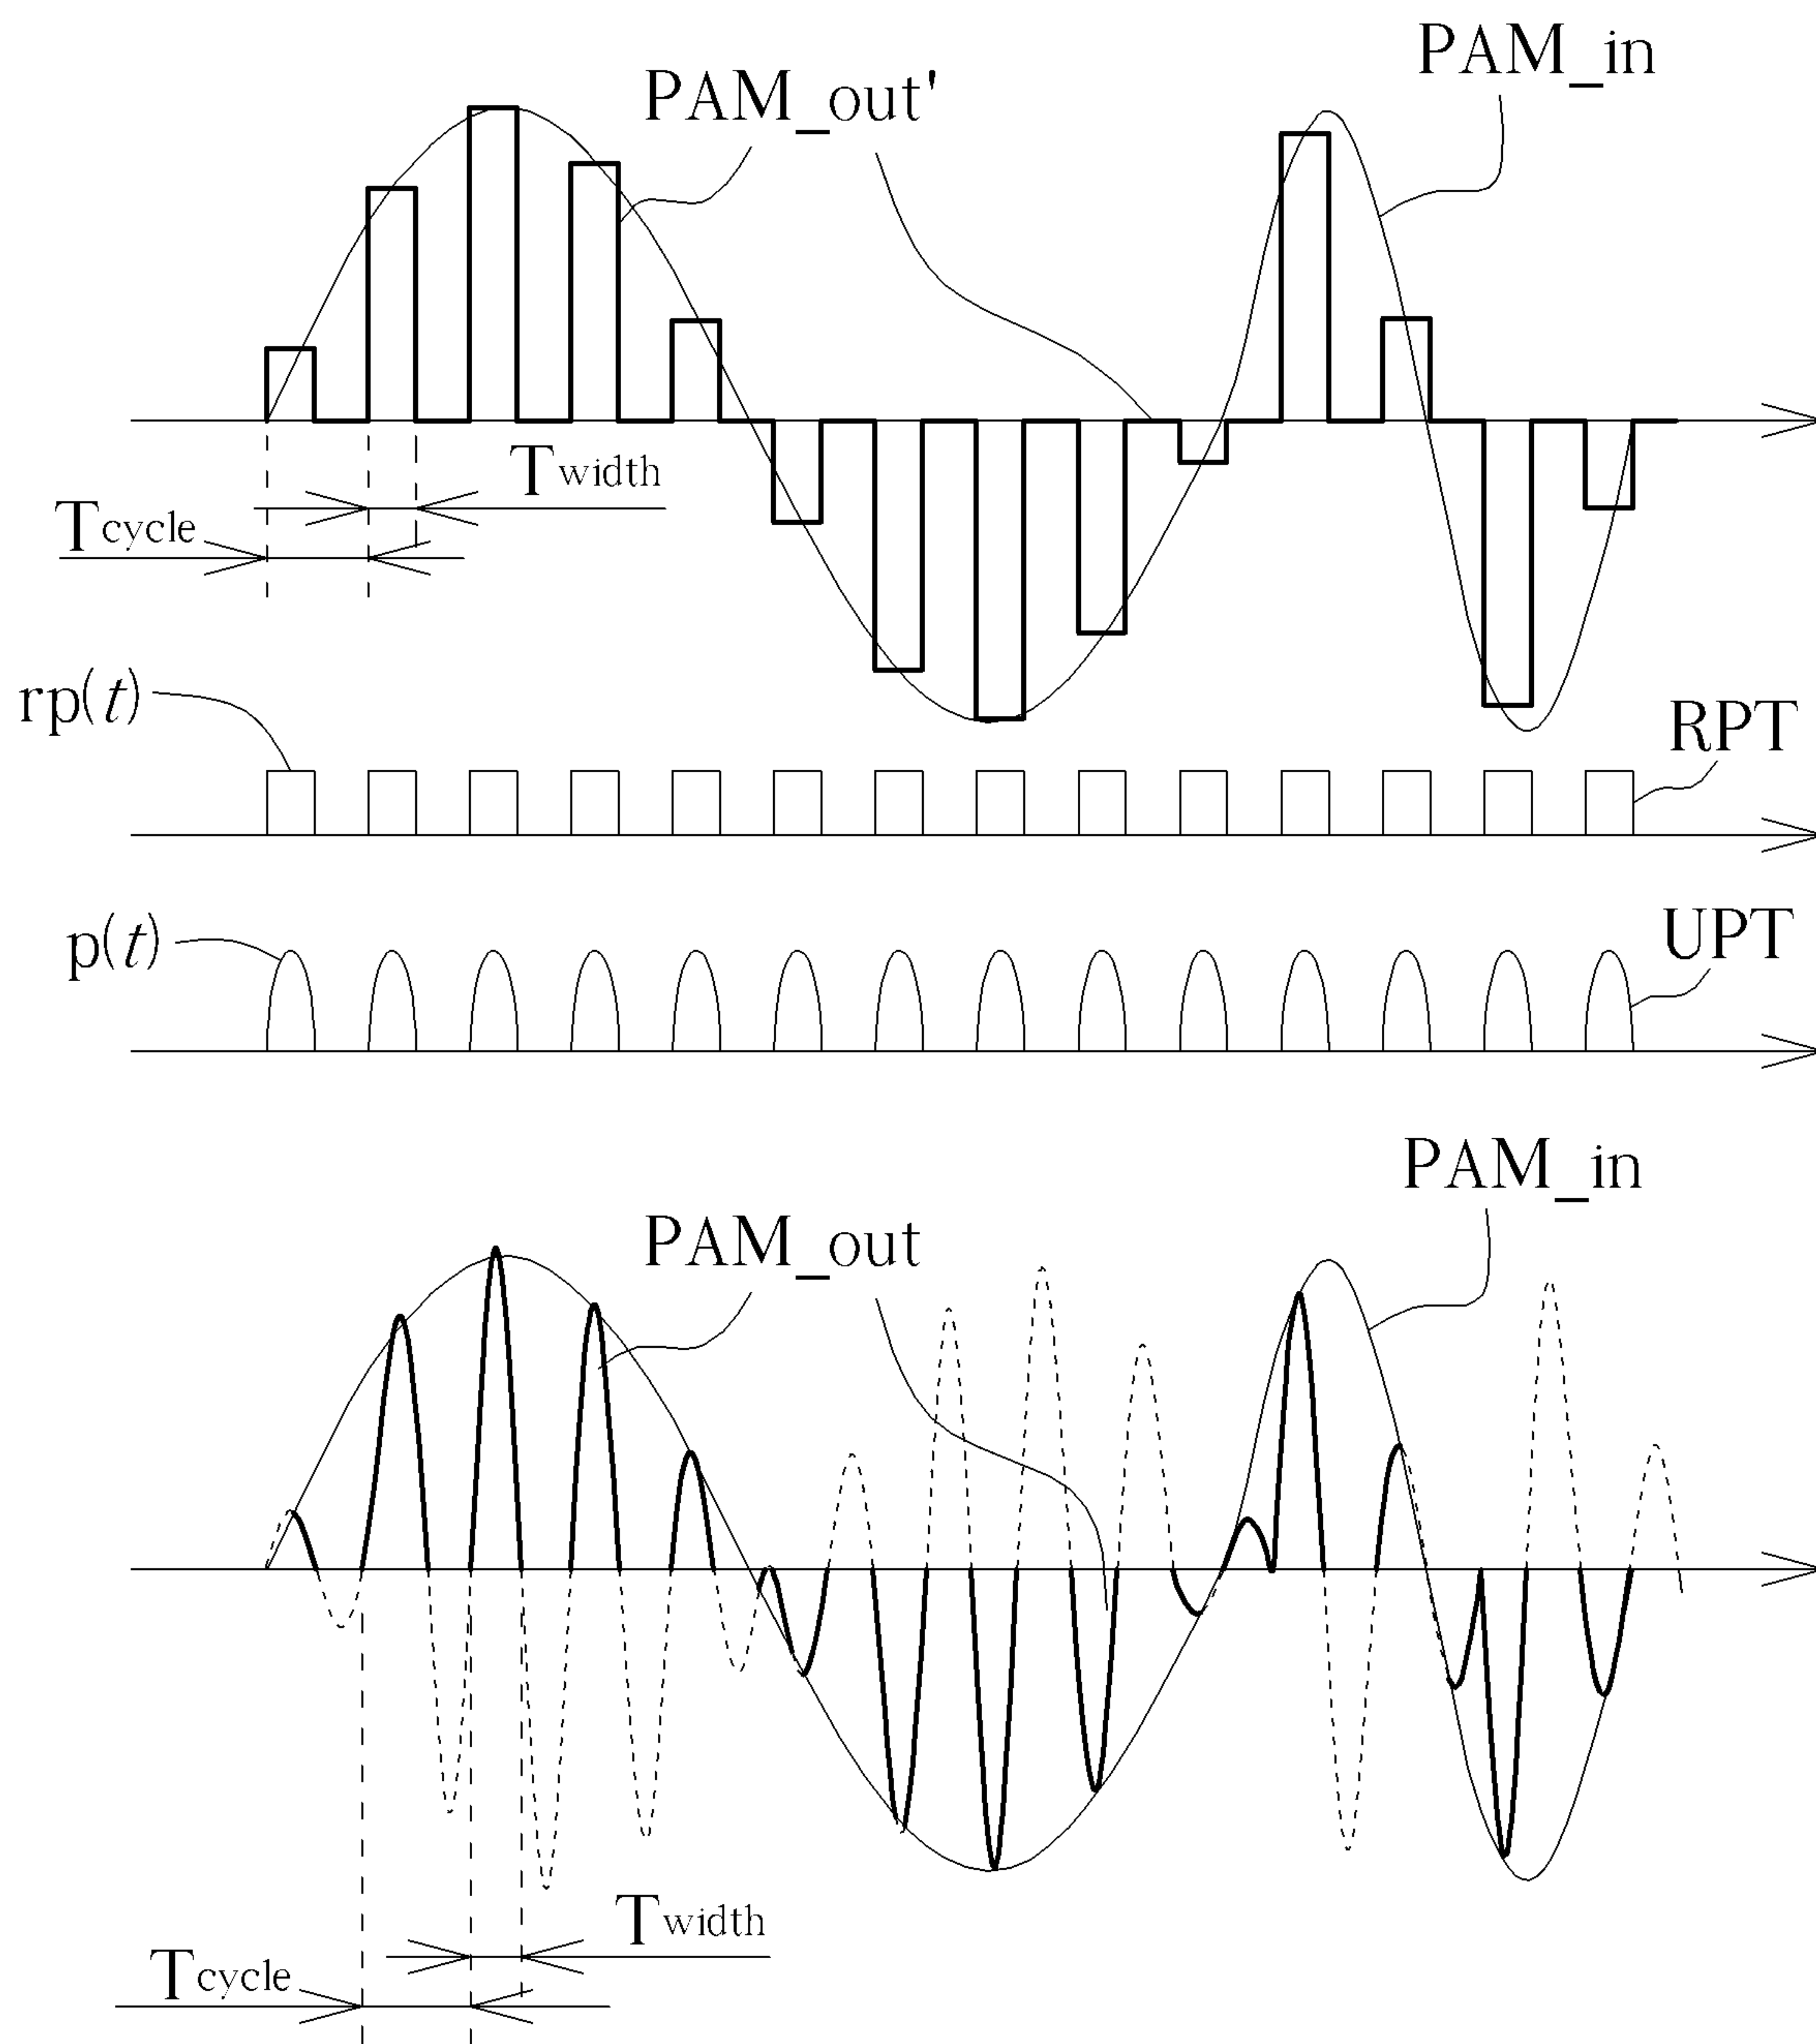 PAM_in
PAM_out'
Twidth
Tcycle
rp(t)
RPT
p(t)
UPT
PAM_in
PAM_out
Twidth
Tcycle